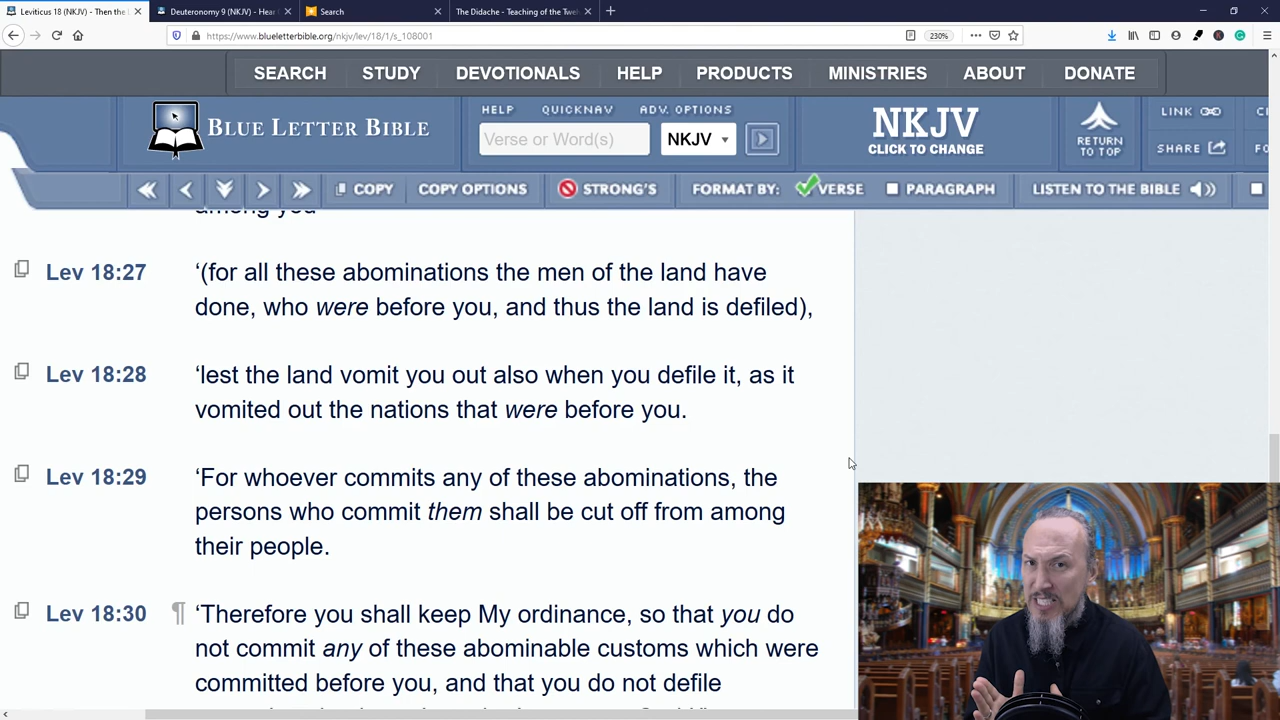 Leviticus 18 (NKJV) - Then the L
Deuteronomy 9 (NKJV) - Hear
Search
The Didache - Teaching of the Twe
https://www.blueletterbible.org/nkjv/lev/18/1/s_108001
230%
SEARCH STUDY DEVOTIONALS HELP PRODUCTS MINISTRIES ABOUT DONATE
HELP QUICKNAV ADV. OPTIONS
BLUE LETTER BIBLE
Verse or Word(s)
NKJV
NKJV
CLICK TO CHANGE
RETURN
TO TOP
LINK
SHARE
COPY COPY OPTIONS STRONG'S FORMAT BY: VERSE PARAGRAPH LISTEN TO THE BIBLE
among you
Lev 18:27 ‘(for all these abominations the men of the land have
done, who were before you, and thus the land is defiled),
Lev 18:28 ‘lest the land vomit you out also when you defile it, as it
vomited out the nations that were before you.
Lev 18:29 ‘For whoever commits any of these abominations, the
persons who commit them shall be cut off from among
their people.
Lev 18:30 ¶ ‘Therefore you shall keep My ordinance, so that you do
not commit any of these abominable customs which were
committed before you, and that you do not defile